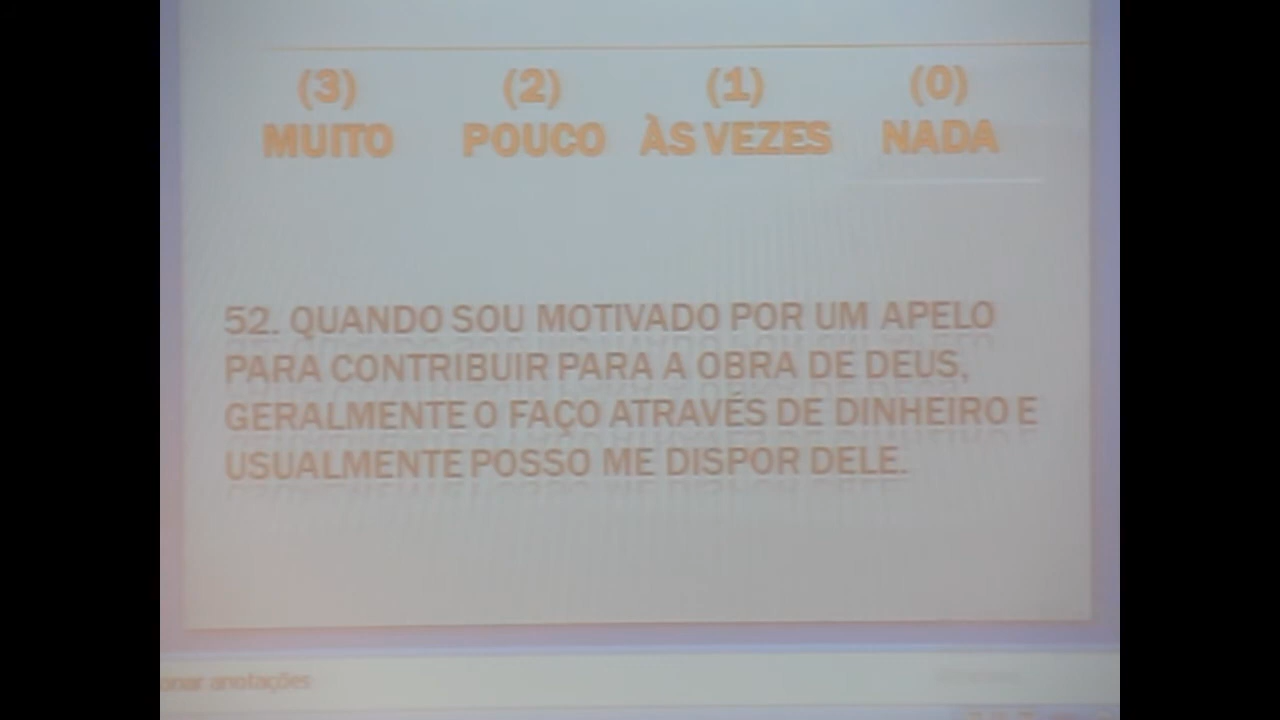 (3) (2) (1) (0)
MUITO POUCO ÀS VEZES NADA
52. QUANDO SOU MOTIVADO POR UM APELO
PARA CONTRIBUIR PARA A OBRA DE DEUS,
GERALMENTE O FAÇO ATRAVÉS DE DINHEIRO E
USUALMENTE POSSO ME DISPOR DELE.
anotações